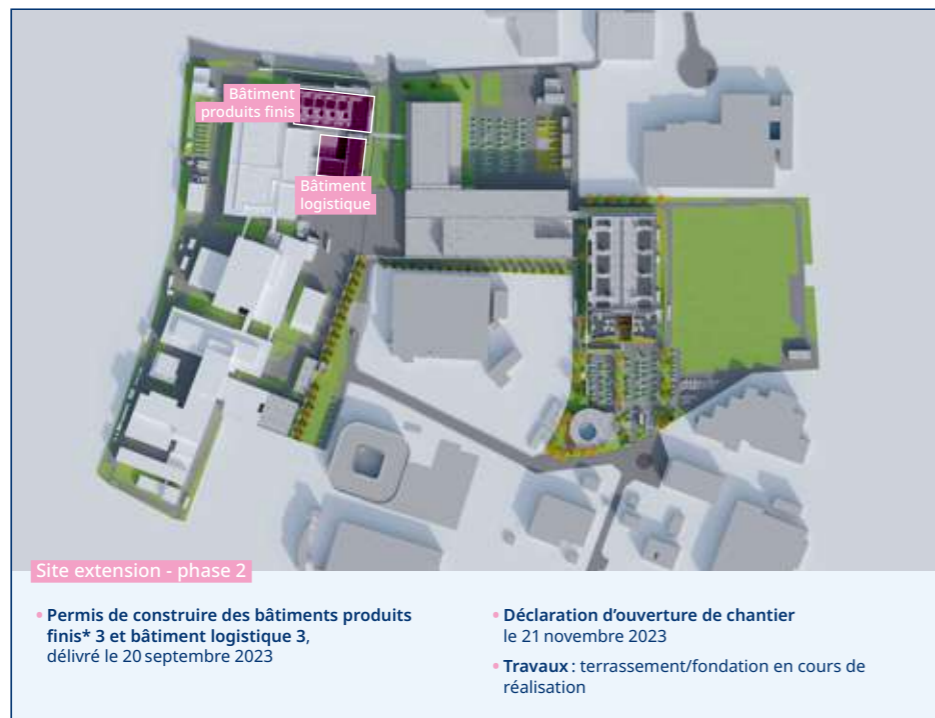 Bâtiment
produits finis
Bâtiment
logistique
Site extension - phase 2
• Permis de construire des bâtiments produits
finis* 3 et bâtiment logistique 3,
délivré le 20 septembre 2023
• Déclaration d'ouverture de chantier
le 21 novembre 2023
• Travaux : terrassement/fondation en cours de
réalisation